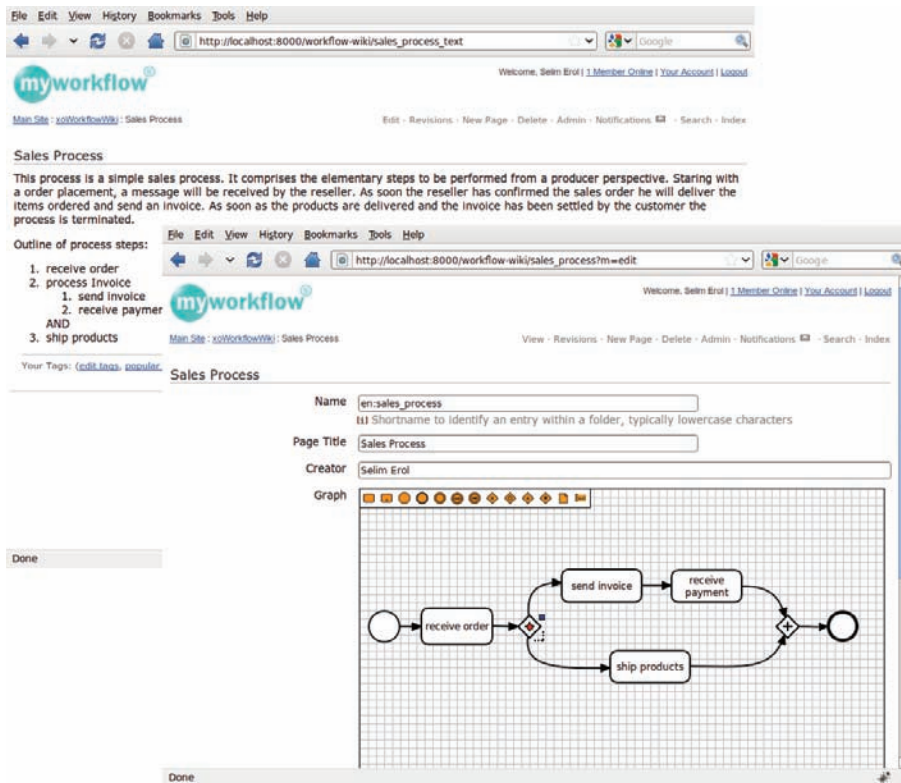 File Edit View History Bookmarks Tools Help
http://localhost:8000/workflow-wiki/sales_process_text
Google
myworkflow
Welcome, Selim Erol | 1 Member Online | Your Account | Logout
Main Site : xoWorkflowWiki : Sales Process
Edit · Revisions · New Page · Delete · Admin · Notifications · Search · Index
Sales Process
This process is a simple sales process. It comprises the elementary steps to be performed from a producer perspective. Staring with
a order placement, a message will be received by the reseller. As soon the reseller has confirmed the sales order he will deliver the
items ordered and send an invoice. As soon as the products are delivered and the invoice has been settled by the customer the
process is terminated.
Outline of process steps:
1. receive order
2. process Invoice
1. send invoice
2. receive paymer
AND
3. ship products
Your Tags: (edit tags, popular
Done
File Edit View History Bookmarks Tools Help
http://localhost:8000/workflow-wiki/sales_process?m=edit
Google
myworkflow
Welcome, Selim Erol | 1 Member Online | Your Account | Logout
Main Site : xoWorkflowWiki : Sales Process
View · Revisions · New Page · Delete · Admin · Notifications · Search · Index
Sales Process
Name en:sales_process
Shortname to identify an entry within a folder, typically lowercase characters
Page Title Sales Process
Creator Selim Erol
Graph
send invoice
receive
payment
receive order
ship products
Done